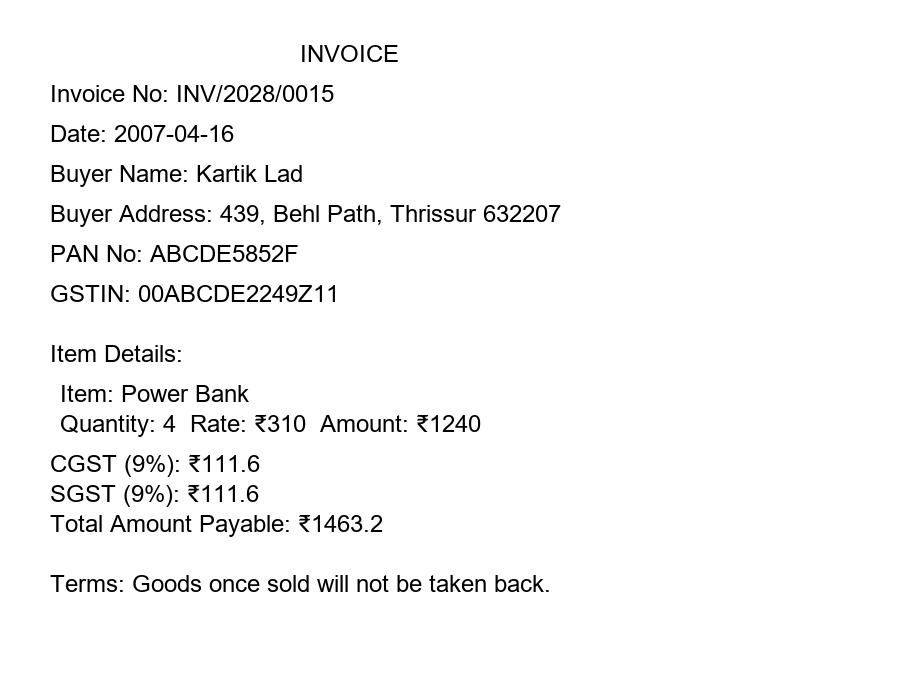 INVOICE
Invoice No: INV/2028/0015
Date: 2007-04-16
Buyer Name: Kartik Lad
Buyer Address: 439, Behl Path, Thrissur 632207
PAN No: ABCDE5852F
GSTIN: 00ABCDE2249Z11
Item Details:
Item: Power Bank
Quantity: 4  Rate: ₹310  Amount: ₹1240
CGST (9%): ₹111.6
SGST (9%): ₹111.6
Total Amount Payable: ₹1463.2
Terms: Goods once sold will not be taken back.